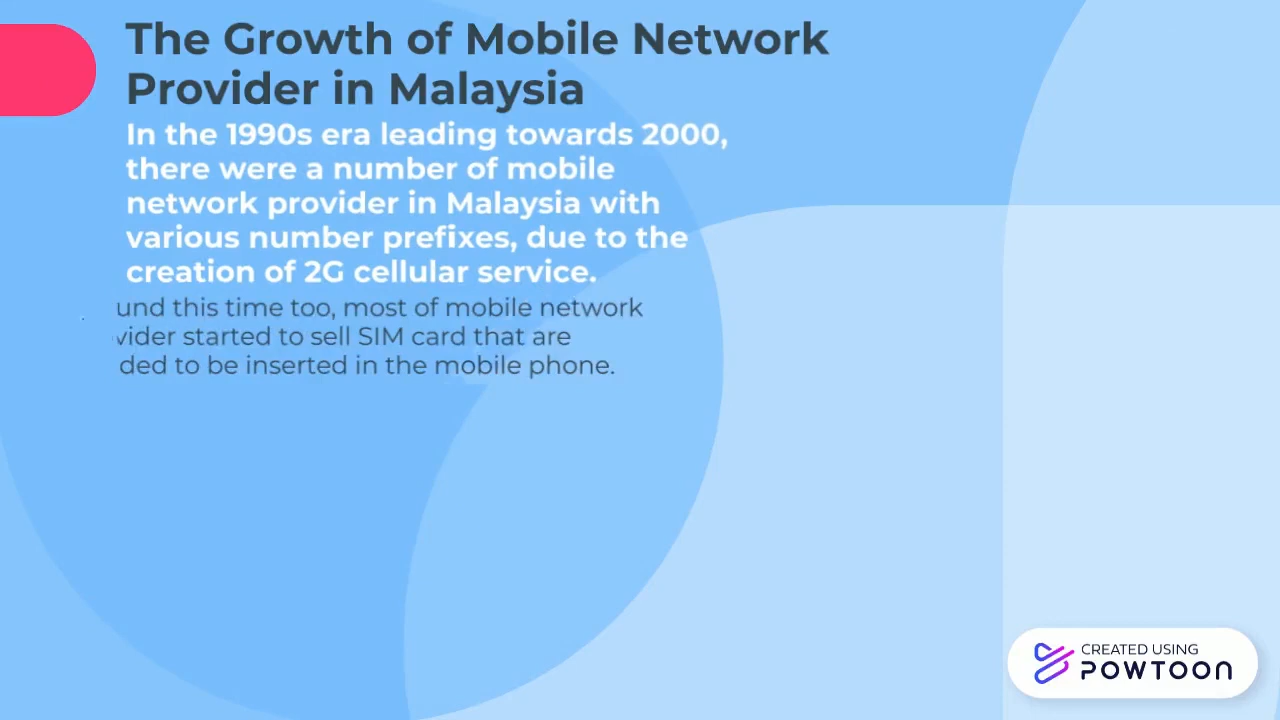 The Growth of Mobile Network
Provider in Malaysia
In the 1990s era leading towards 2000,
there were a number of mobile
network provider in Malaysia with
various number prefixes, due to the
creation of 2G cellular service.
und this time too, most of mobile network
vider started to sell SIM card that are
ded to be inserted in the mobile phone.
CREATED USING
POWTOON